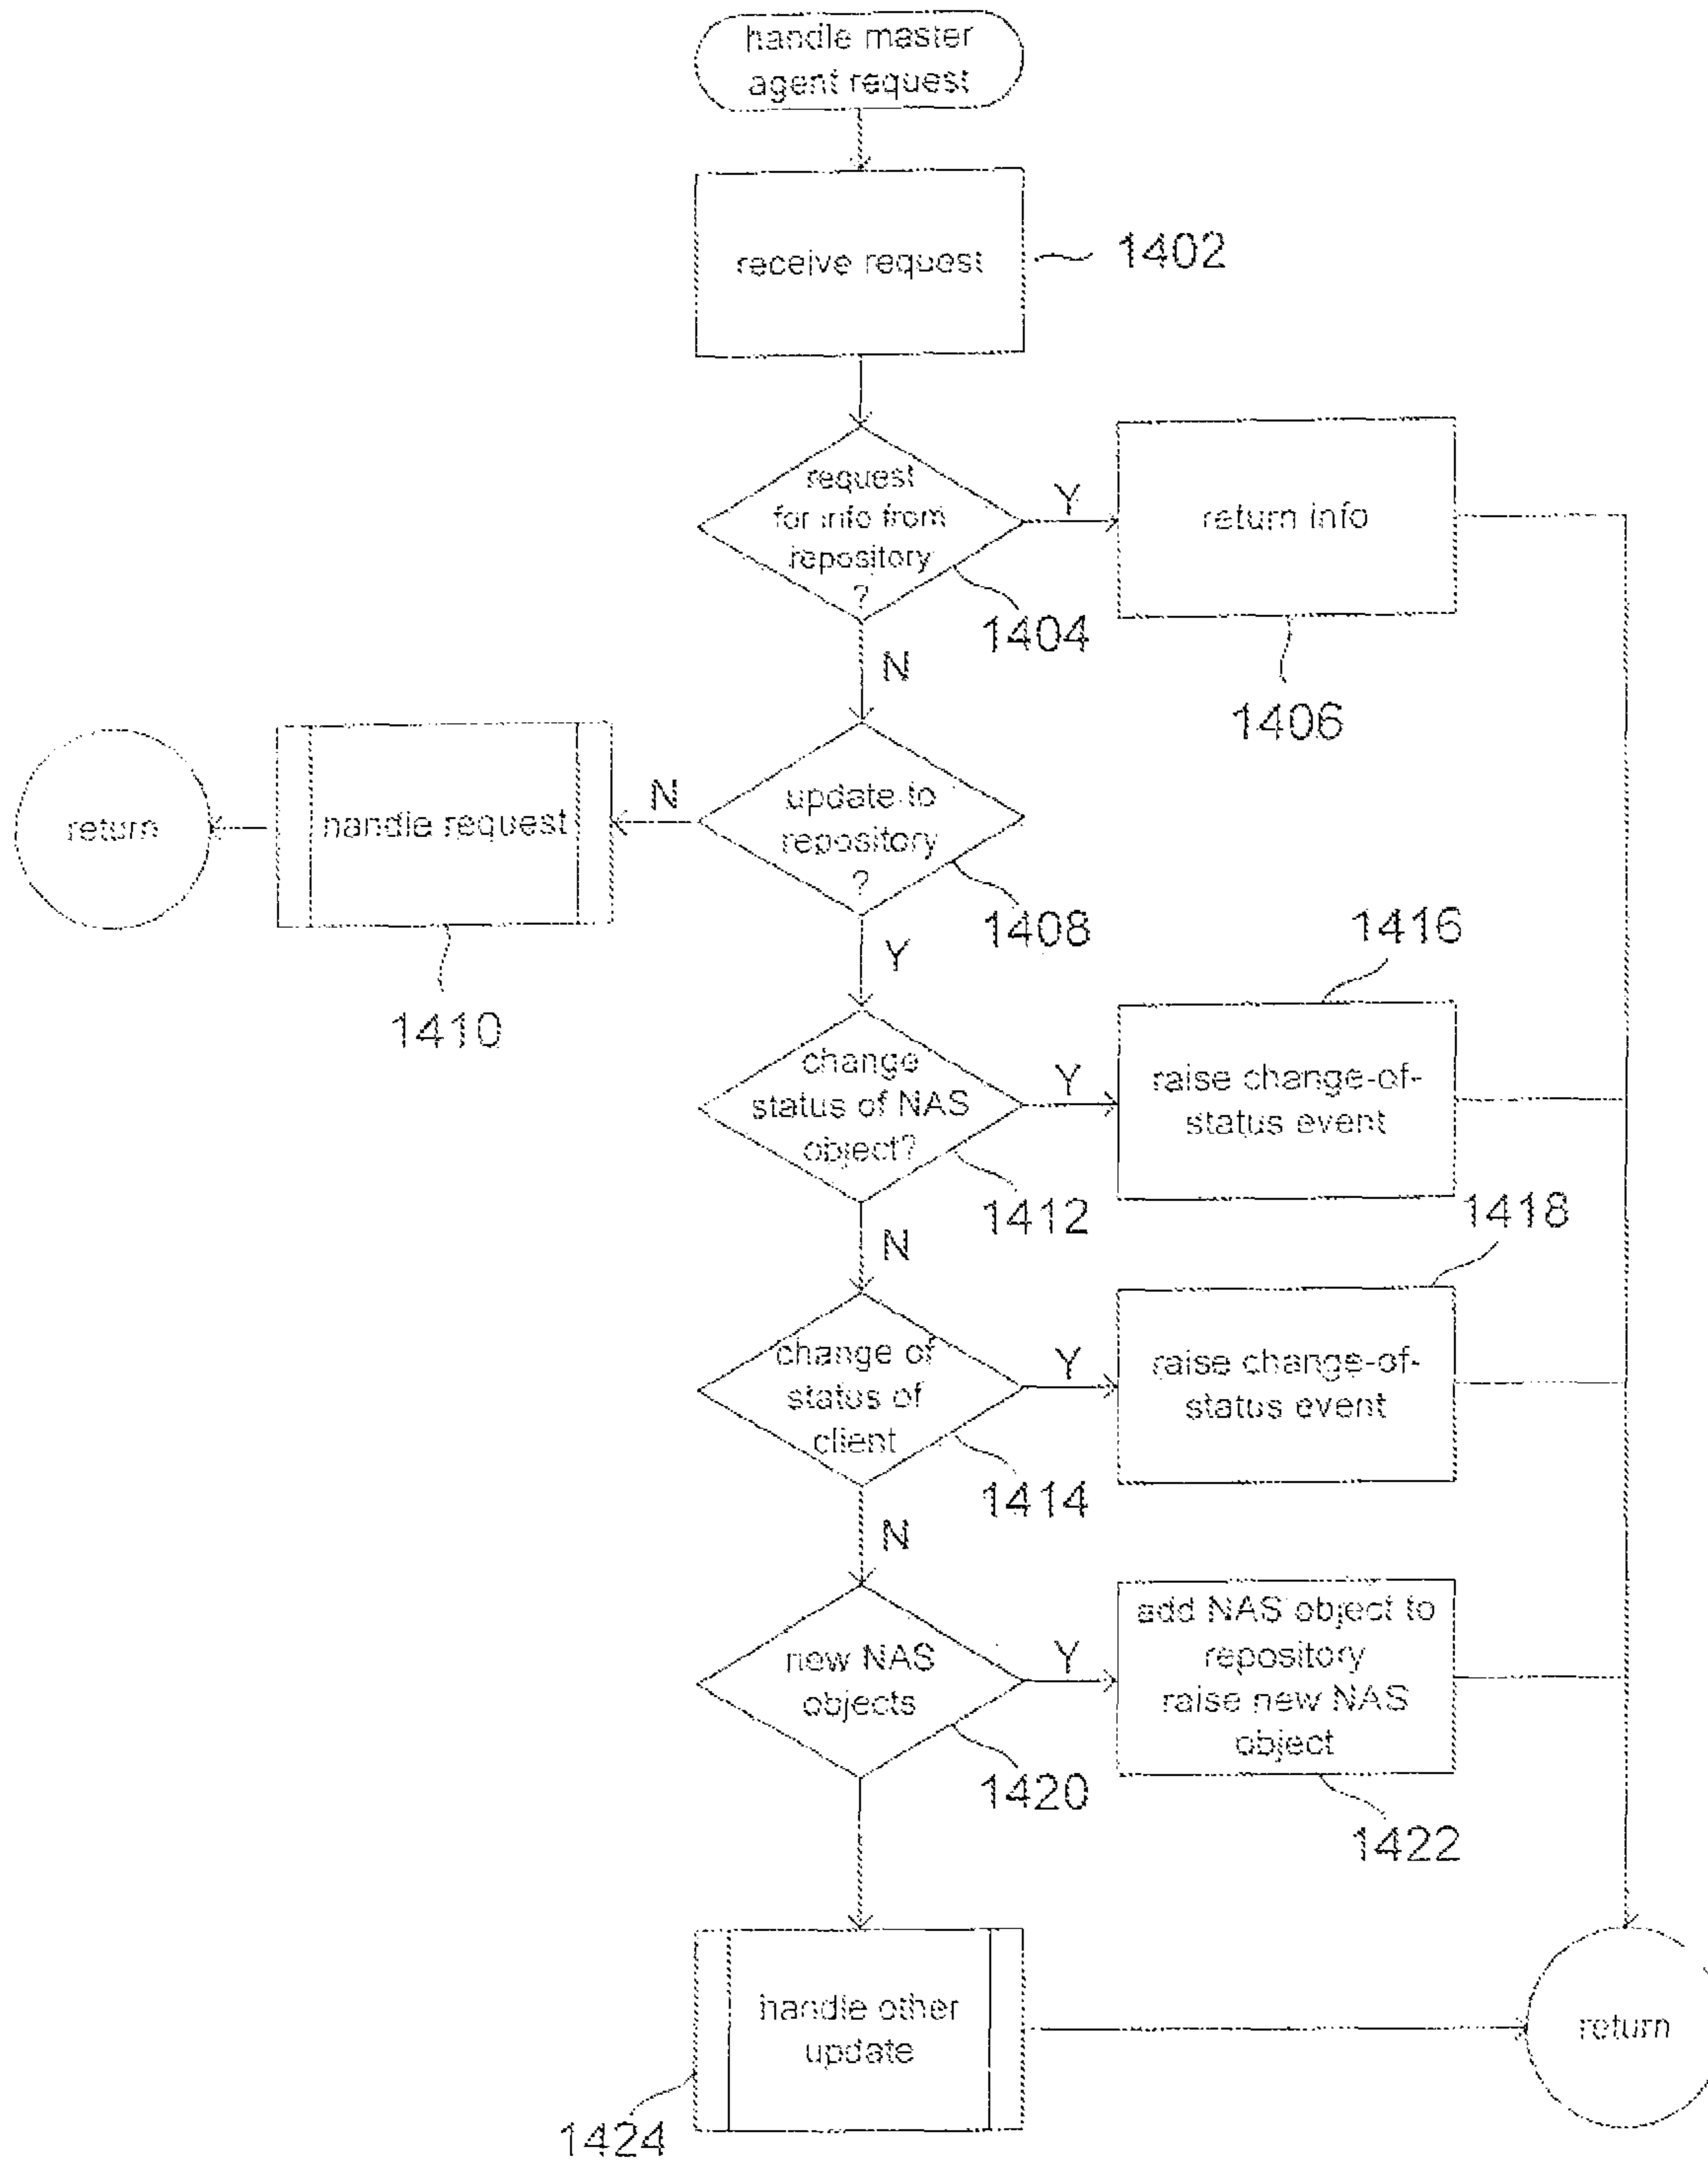 handle master
agent request
receive request
1402
request
for info from
repository
?
Y
return info
1404
1406
N
return
handle request
N
update to
repository
?
1408
1410
Y
1416
change
status of NAS
object?
Y
raise change-of-
status event
1412
1418
N
change of
status of
client
Y
raise change-of-
status event
1414
N
new NAS
objects
Y
add NAS object to
repository
raise new NAS
object
1420
1422
handle other
update
return
1424